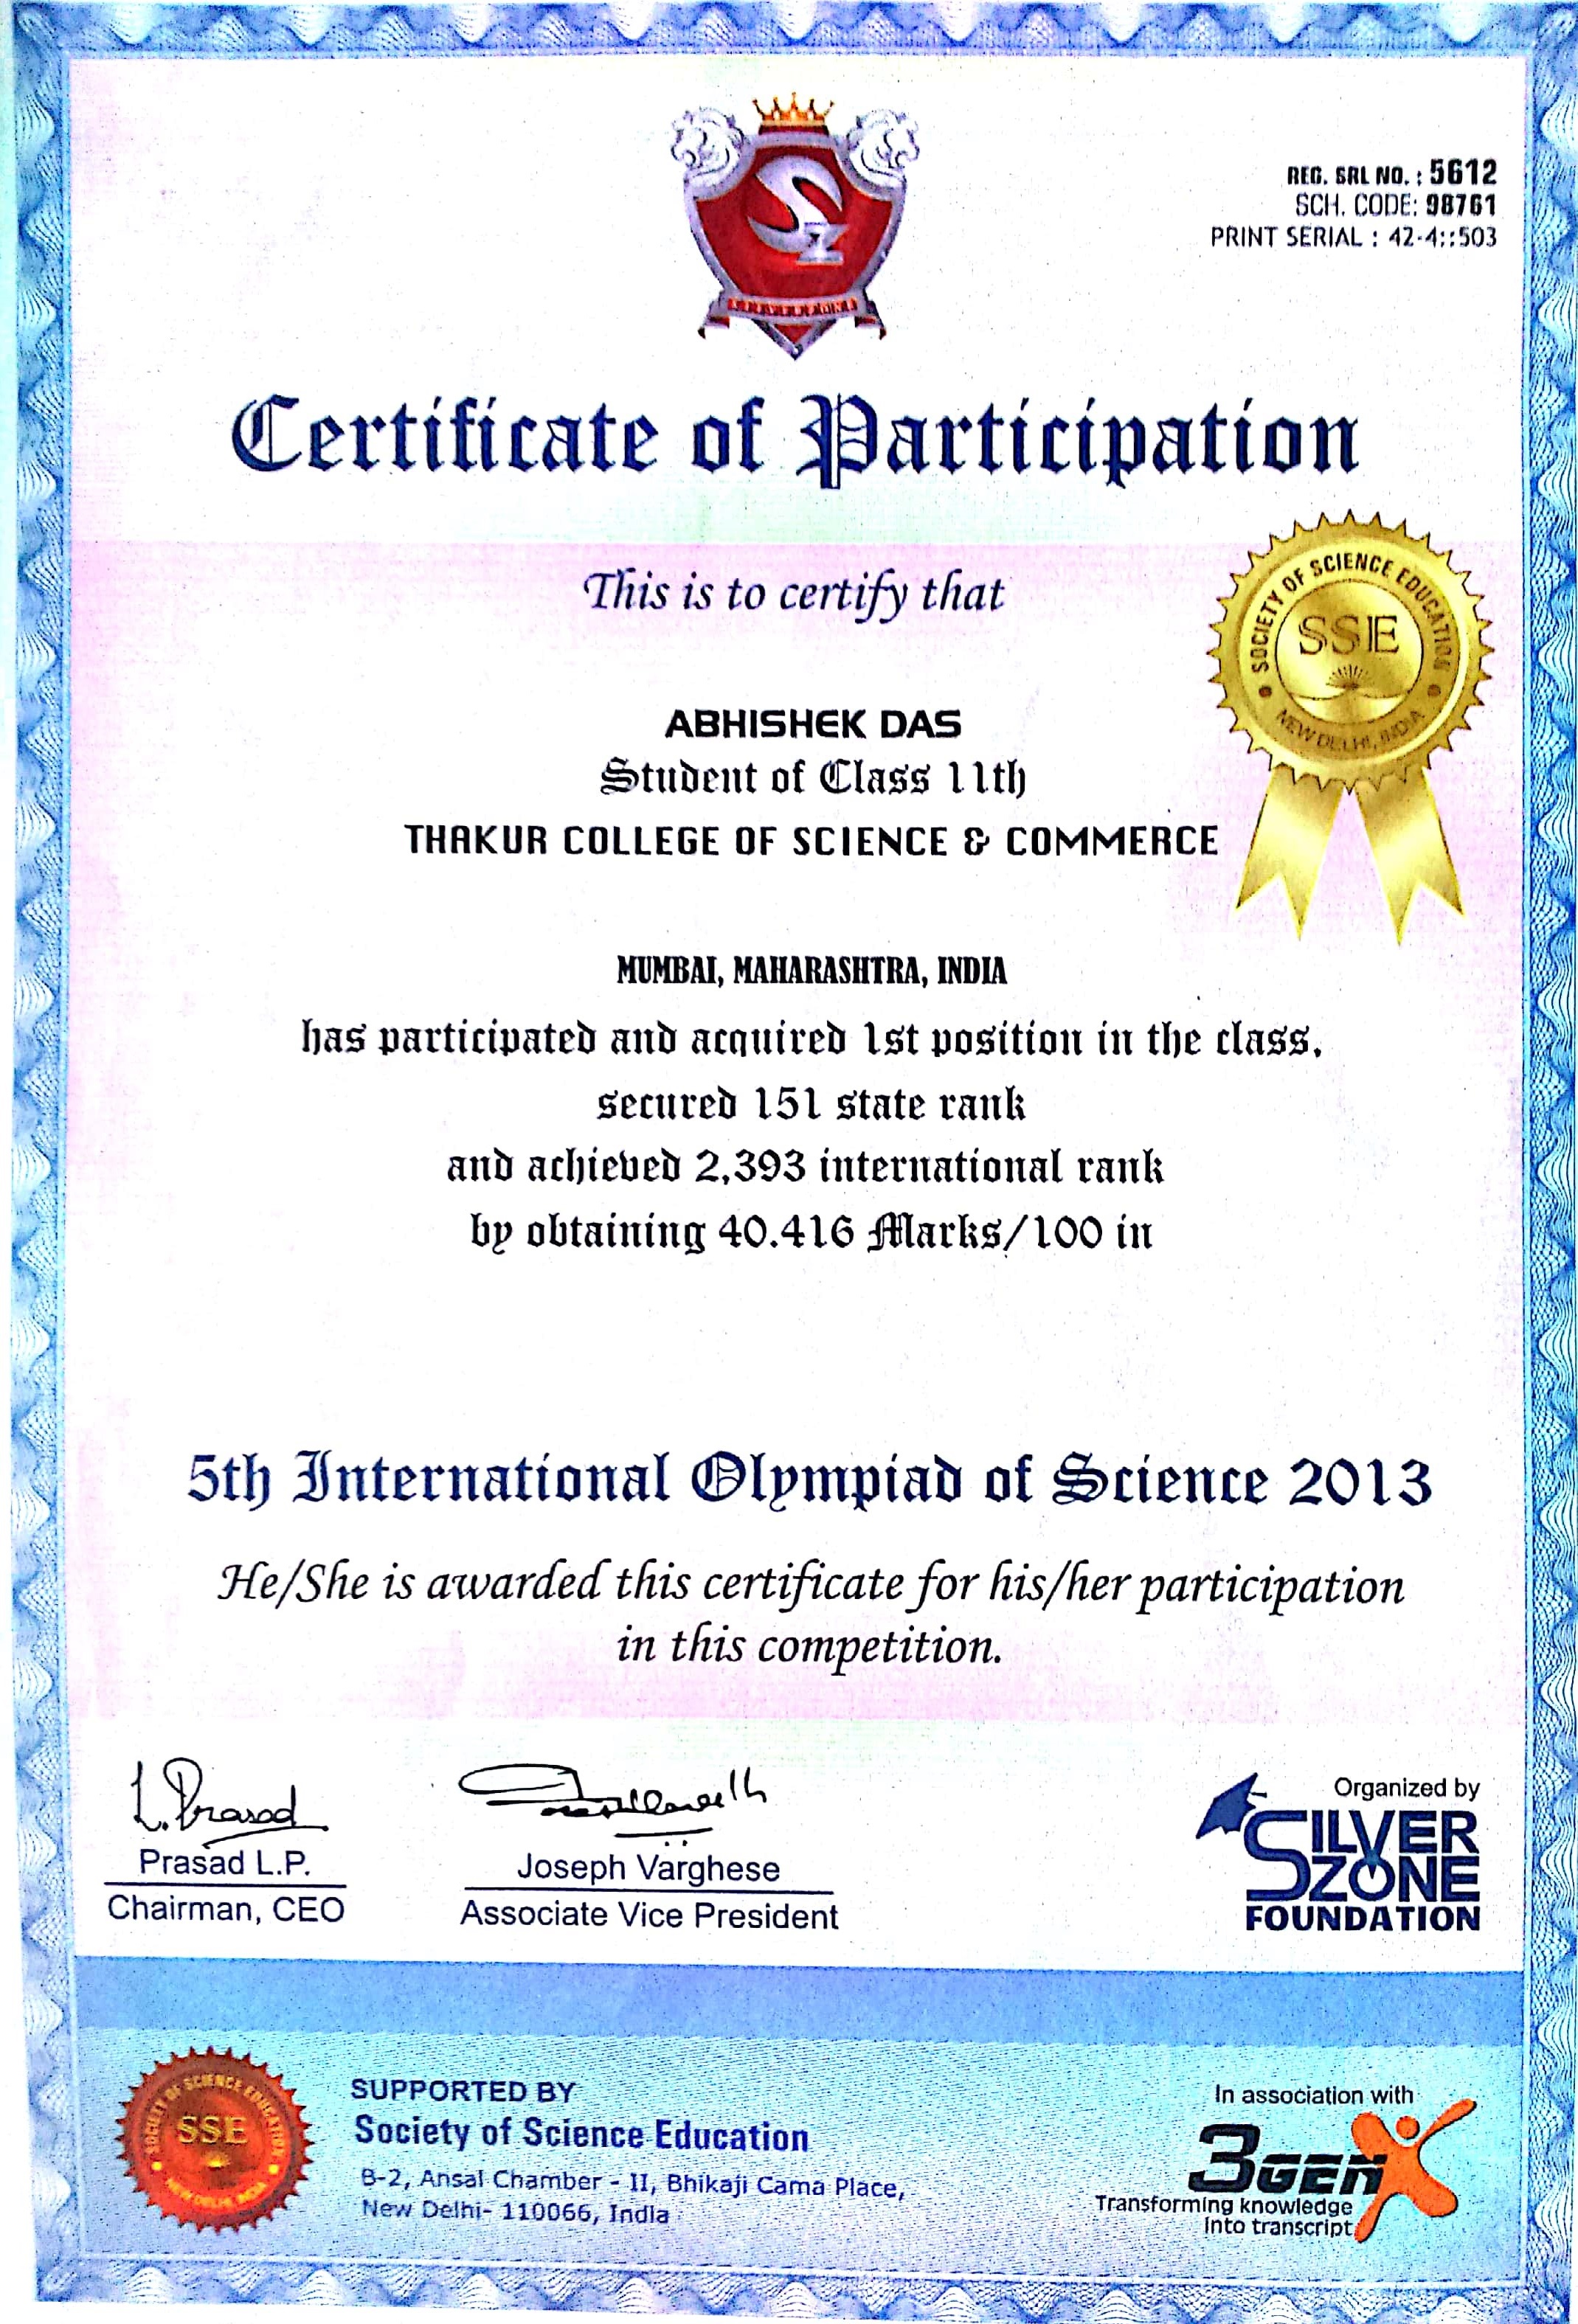 REG. SRL NO. : 5612
SCH. CODE: 98761
PRINT SERIAL : 42-4::503
Certificate of Participation
This is to certify that
SOCIETY OF SCIENCE EDUCATION
SSE
NEW DELHI, INDIA
ABHISHEK DAS
Student of Class 11th
THAKUR COLLEGE OF SCIENCE & COMMERCE
MUMBAI, MAHARASHTRA, INDIA
has participated and acquired 1st position in the class,
secured 151 state rank
and achieved 2,393 international rank
by obtaining 40.416 Marks/100 in
5th International Olympiad of Science 2013
He/She is awarded this certificate for his/her participation
in this competition.
L. Prasad
Prasad L.P.
Chairman, CEO
Joseph Varghese
Associate Vice President
Organized by
SILVER
ZONE
FOUNDATION
SOCIETY OF SCIENCE EDUCATION
SSE
NEW DELHI, INDIA
SUPPORTED BY
Society of Science Education
B-2, Ansal Chamber - II, Bhikaji Cama Place,
New Delhi- 110066, India
In association with
3GENX
Transforming knowledge
into transcript